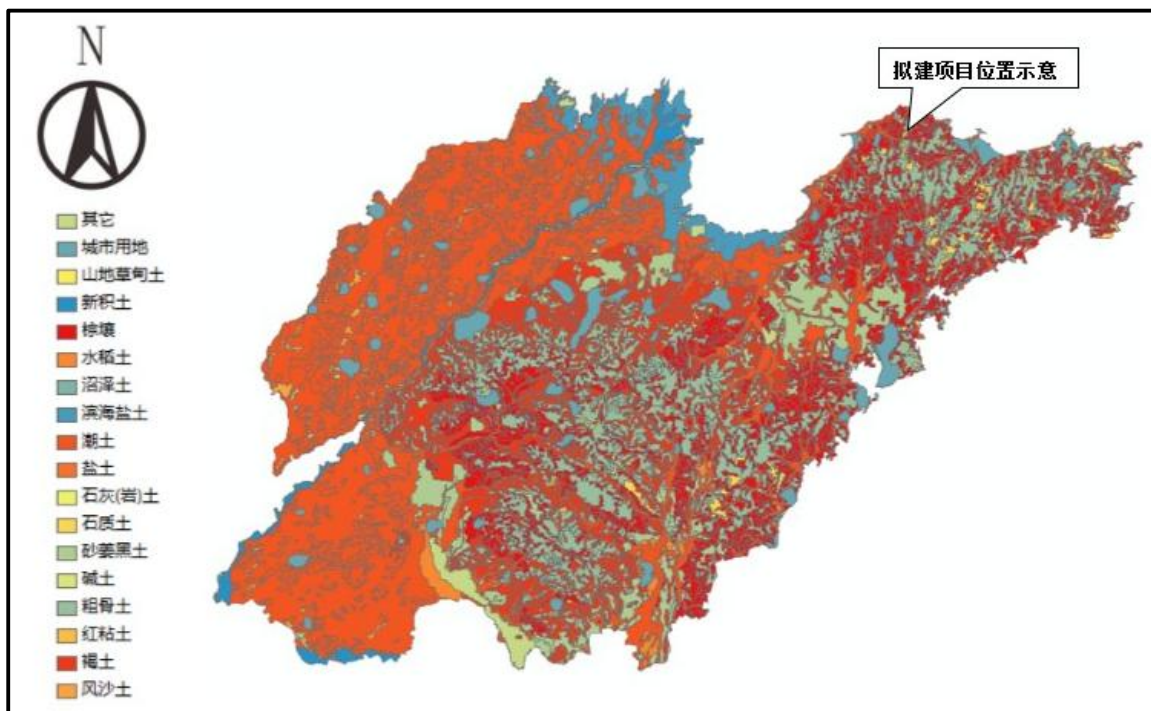 N
拟建项目位置示意
其它
城市用地
山地草甸土
新积土
棕壤
水稻土
沼泽土
滨海盐土
潮土
盐土
石灰(岩)土
石质土
砂姜黑土
碱土
粗骨土
红粘土
褐土
风沙土